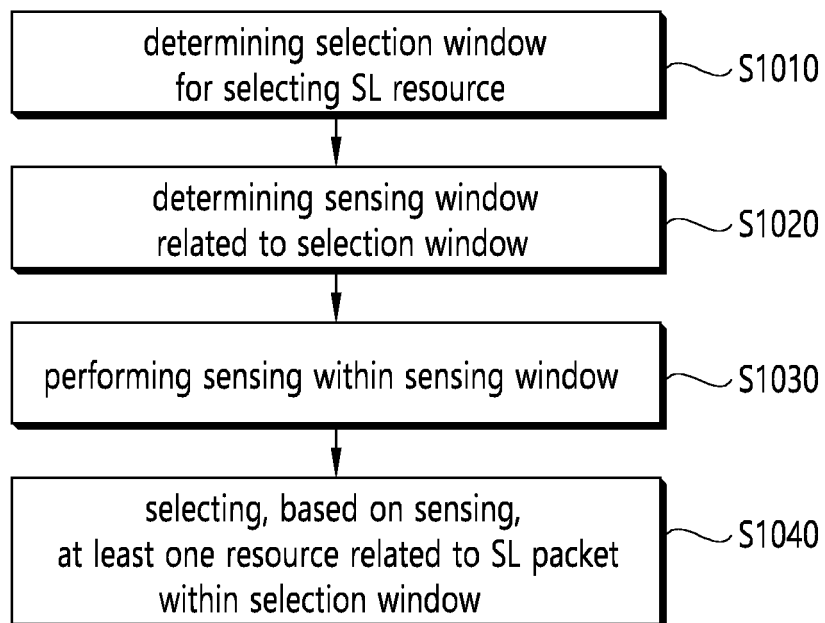 determining selection window
for selecting SL resource
S1010
determining sensing window
related to selection window
S1020
performing sensing within sensing window
S1030
selecting, based on sensing,
at least one resource related to SL packet
within selection window
S1040